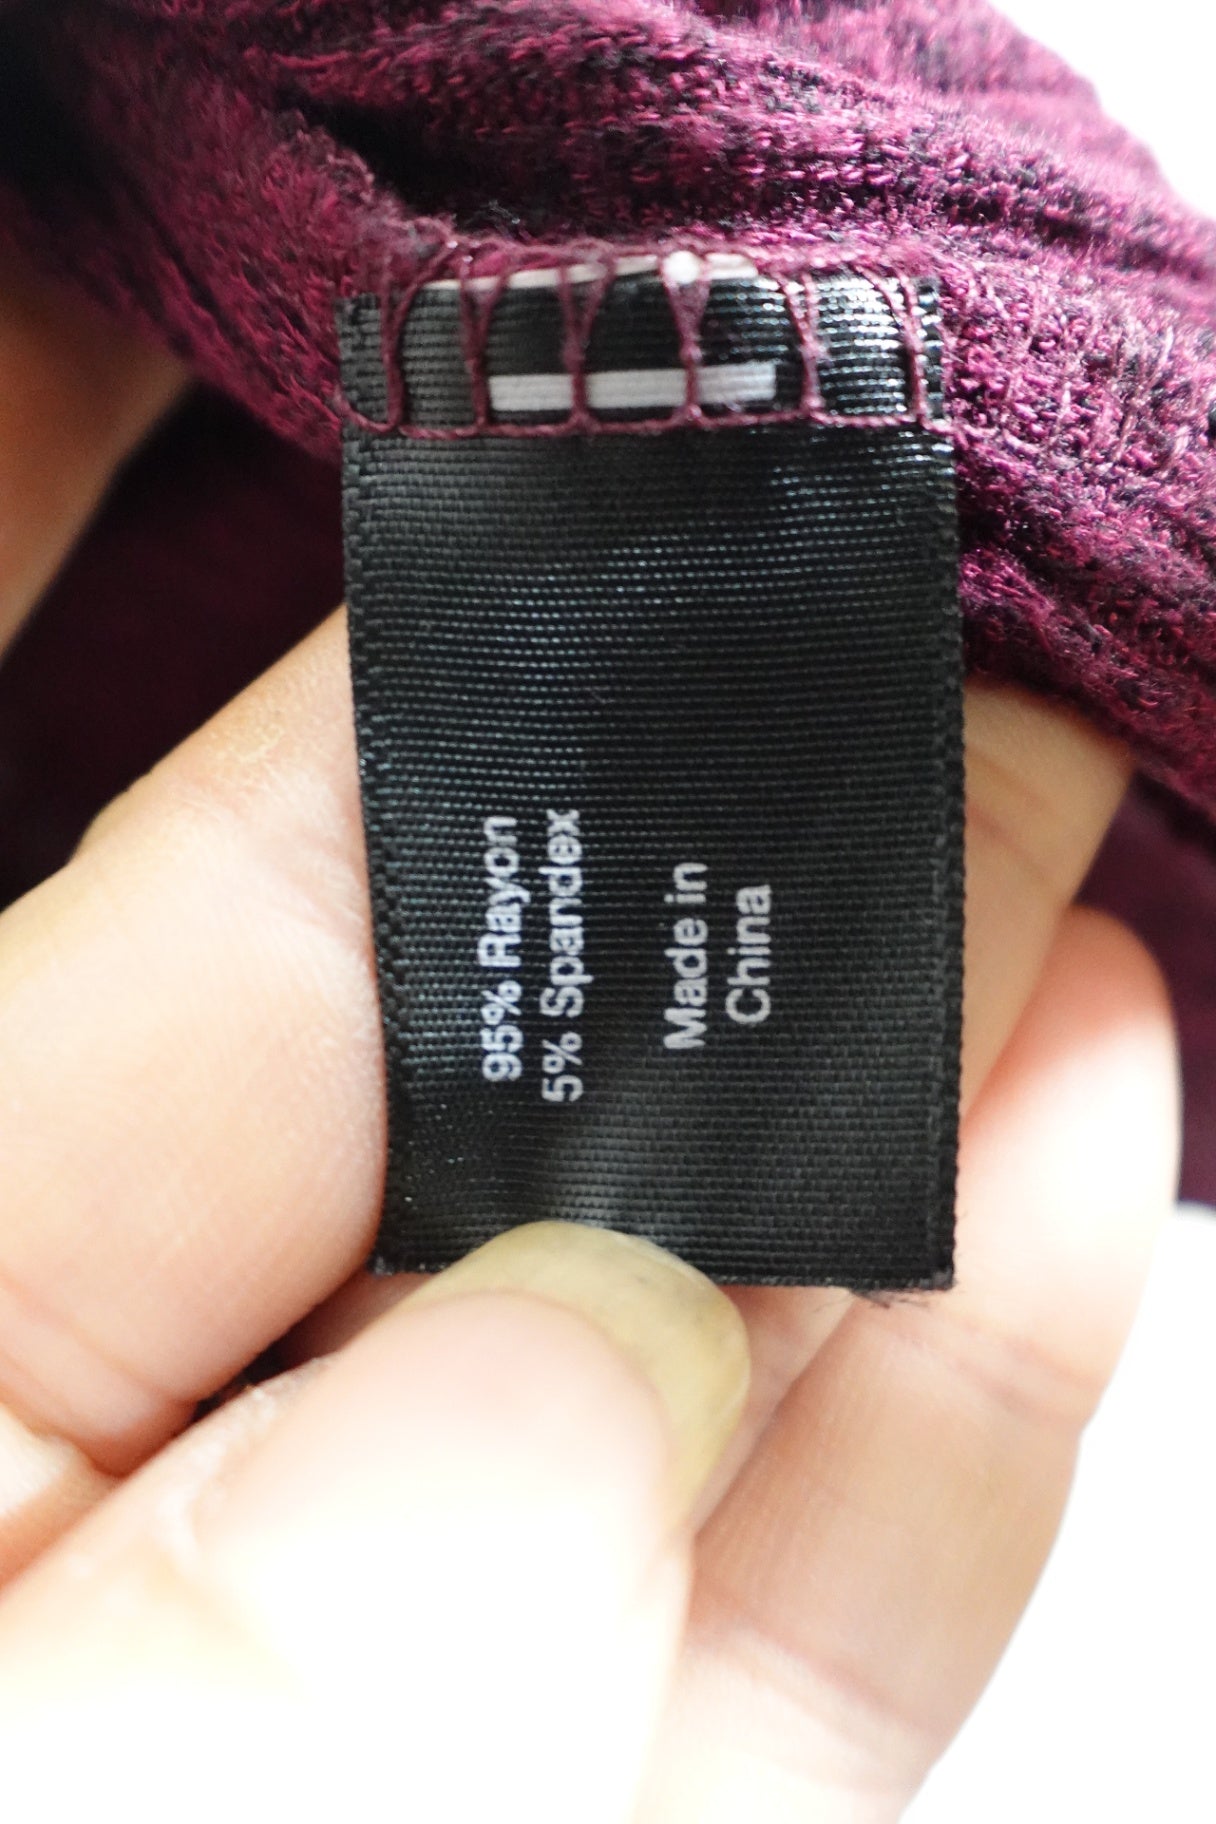 95% Rayon
5% Spandex
Made in
China